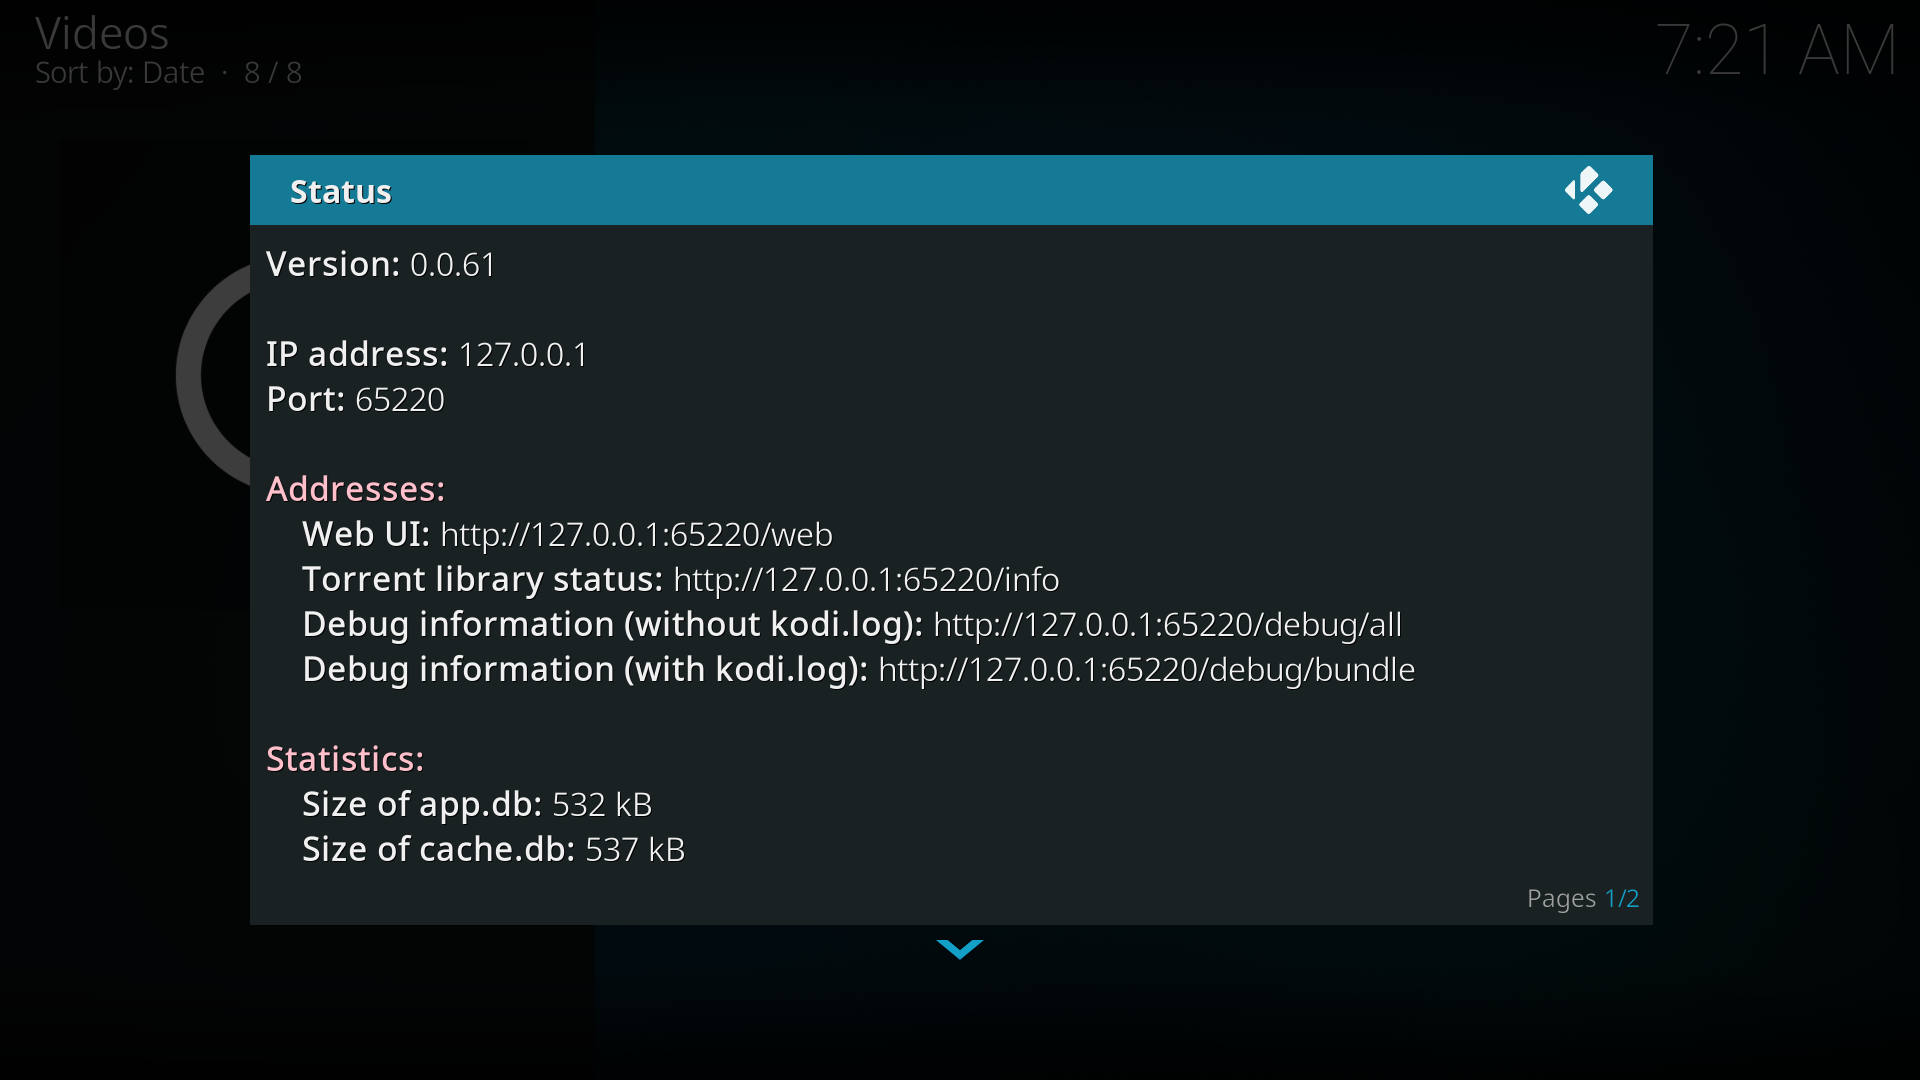 Videos
Sort by: Date · 8 / 8
7:21 AM
Status
Version: 0.0.61
IP address: 127.0.0.1
Port: 65220
Addresses:
Web UI: http://127.0.0.1:65220/web
Torrent library status: http://127.0.0.1:65220/info
Debug information (without kodi.log): http://127.0.0.1:65220/debug/all
Debug information (with kodi.log): http://127.0.0.1:65220/debug/bundle
Statistics:
Size of app.db: 532 kB
Size of cache.db: 537 kB
Pages 1/2